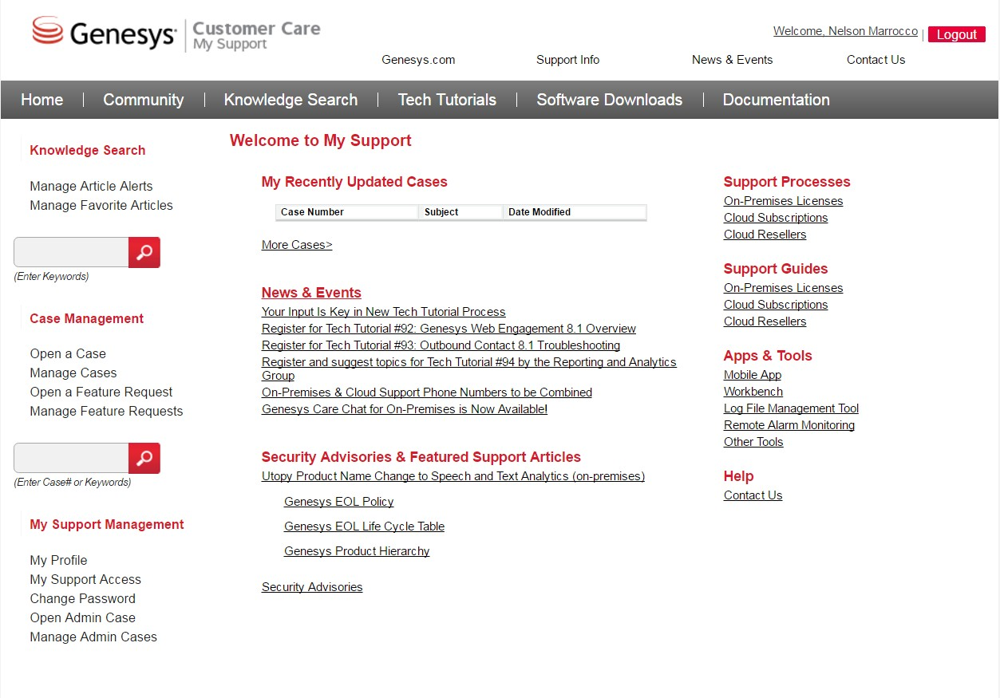 Genesys
Customer Care
My Support
Welcome, Nelson Marrocco | Logout
Genesys.com
Support Info
News & Events
Contact Us
Home
Community
Knowledge Search
Tech Tutorials
Software Downloads
Documentation
Knowledge Search
Manage Article Alerts
Manage Favorite Articles
(Enter Keywords)
Case Management
Open a Case
Manage Cases
Open a Feature Request
Manage Feature Requests
(Enter Case# or Keywords)
My Support Management
My Profile
My Support Access
Change Password
Open Admin Case
Manage Admin Cases
Welcome to My Support
My Recently Updated Cases
Case Number
Subject
Date Modified
More Cases>
News & Events
Your Input Is Key in New Tech Tutorial Process
Register for Tech Tutorial #92: Genesys Web Engagement 8.1 Overview
Register for Tech Tutorial #93: Outbound Contact 8.1 Troubleshooting
Register and suggest topics for Tech Tutorial #94 by the Reporting and Analytics
Group
On-Premises & Cloud Support Phone Numbers to be Combined
Genesys Care Chat for On-Premises is Now Available!
Security Advisories & Featured Support Articles
Utopy Product Name Change to Speech and Text Analytics (on-premises)
Genesys EOL Policy
Genesys EOL Life Cycle Table
Genesys Product Hierarchy
Security Advisories
Support Processes
On-Premises Licenses
Cloud Subscriptions
Cloud Resellers
Support Guides
On-Premises Licenses
Cloud Subscriptions
Cloud Resellers
Apps & Tools
Mobile App
Workbench
Log File Management Tool
Remote Alarm Monitoring
Other Tools
Help
Contact Us